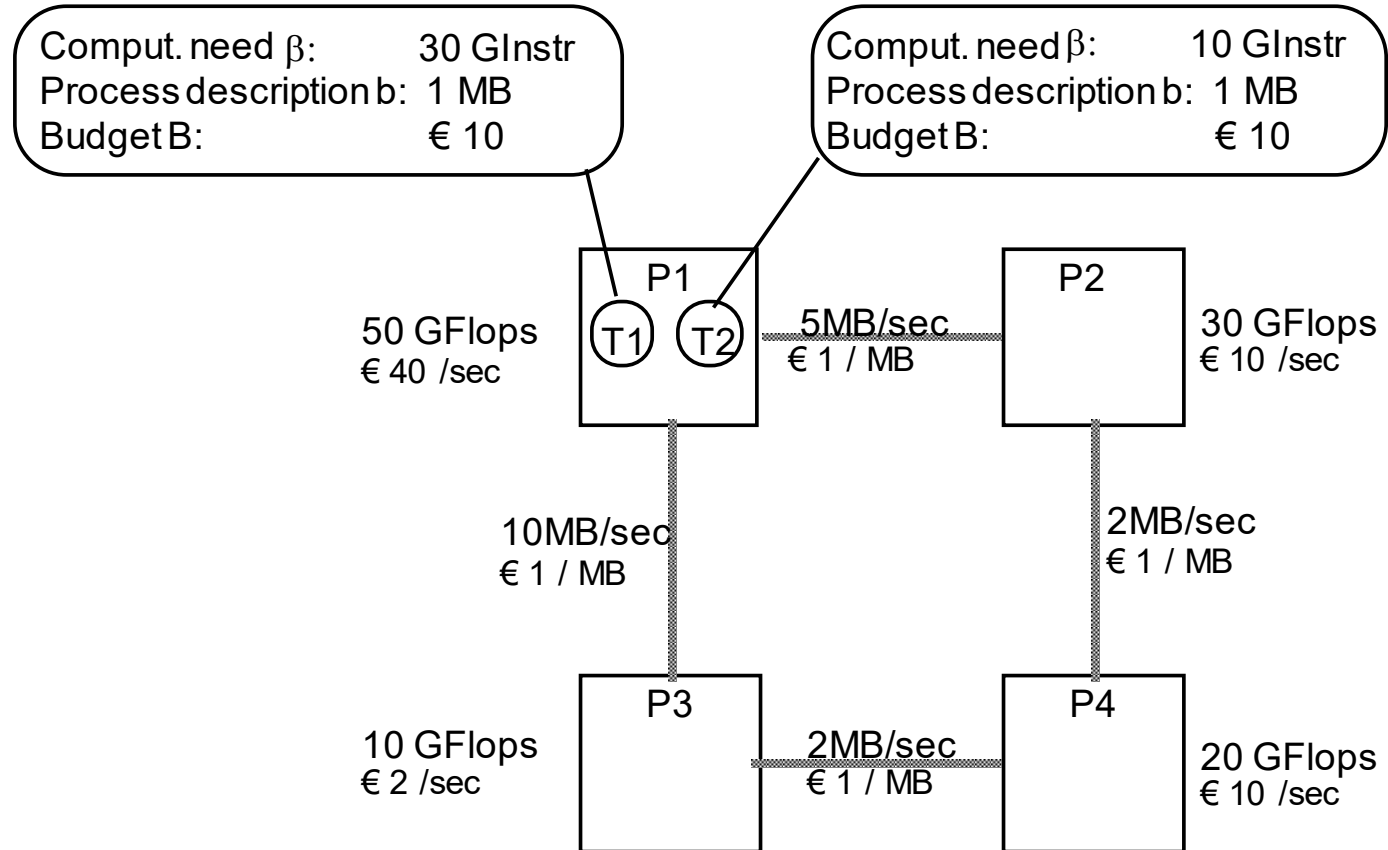 Comput. need β: 30 GInstr
Process description b: 1 MB
Budget B: € 10
Comput. need β: 10 GInstr
Process description b: 1 MB
Budget B: € 10
P1
T1
T2
50 GFlops
€ 40 /sec
5MB/sec
€ 1 / MB
P2
30 GFlops
€ 10 /sec
10MB/sec
€ 1 / MB
2MB/sec
€ 1 / MB
P3
10 GFlops
€ 2 /sec
2MB/sec
€ 1 / MB
P4
20 GFlops
€ 10 /sec